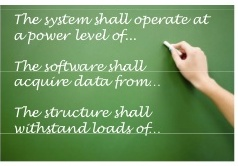 The system shall operate at
a power level of...
The software shall
acquire data from...
The structure shall
withstand loads of...